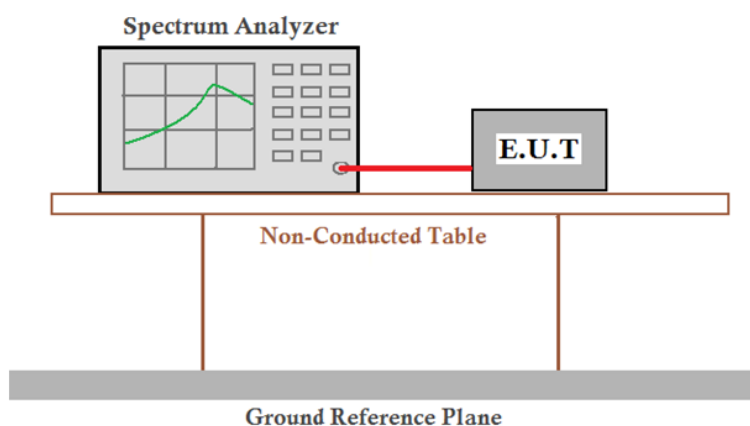 Spectrum Analyzer
E.U.T
Non-Conducted Table
Ground Reference Plane